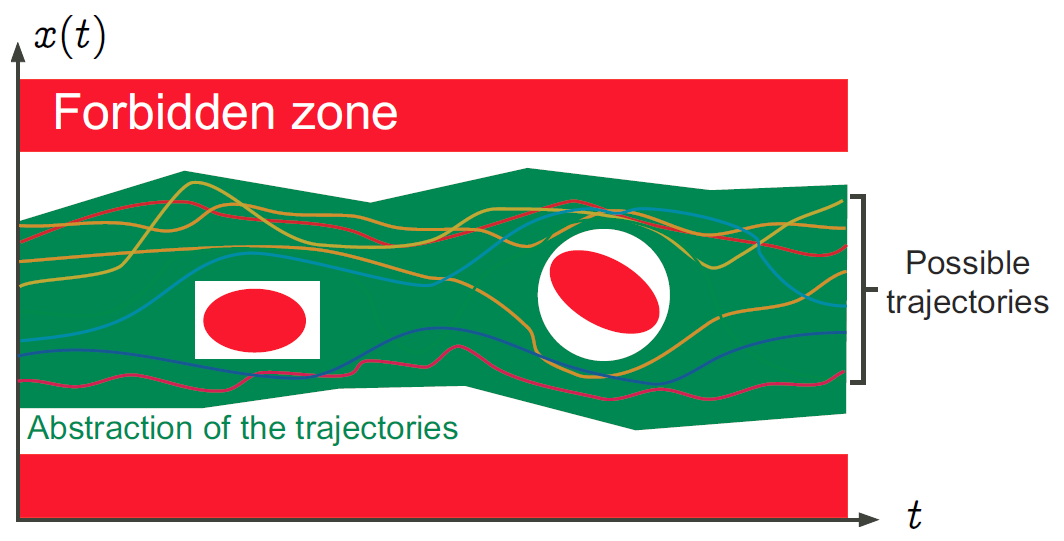 x(t)
Forbidden zone
Possible
trajectories
Abstraction of the trajectories
t